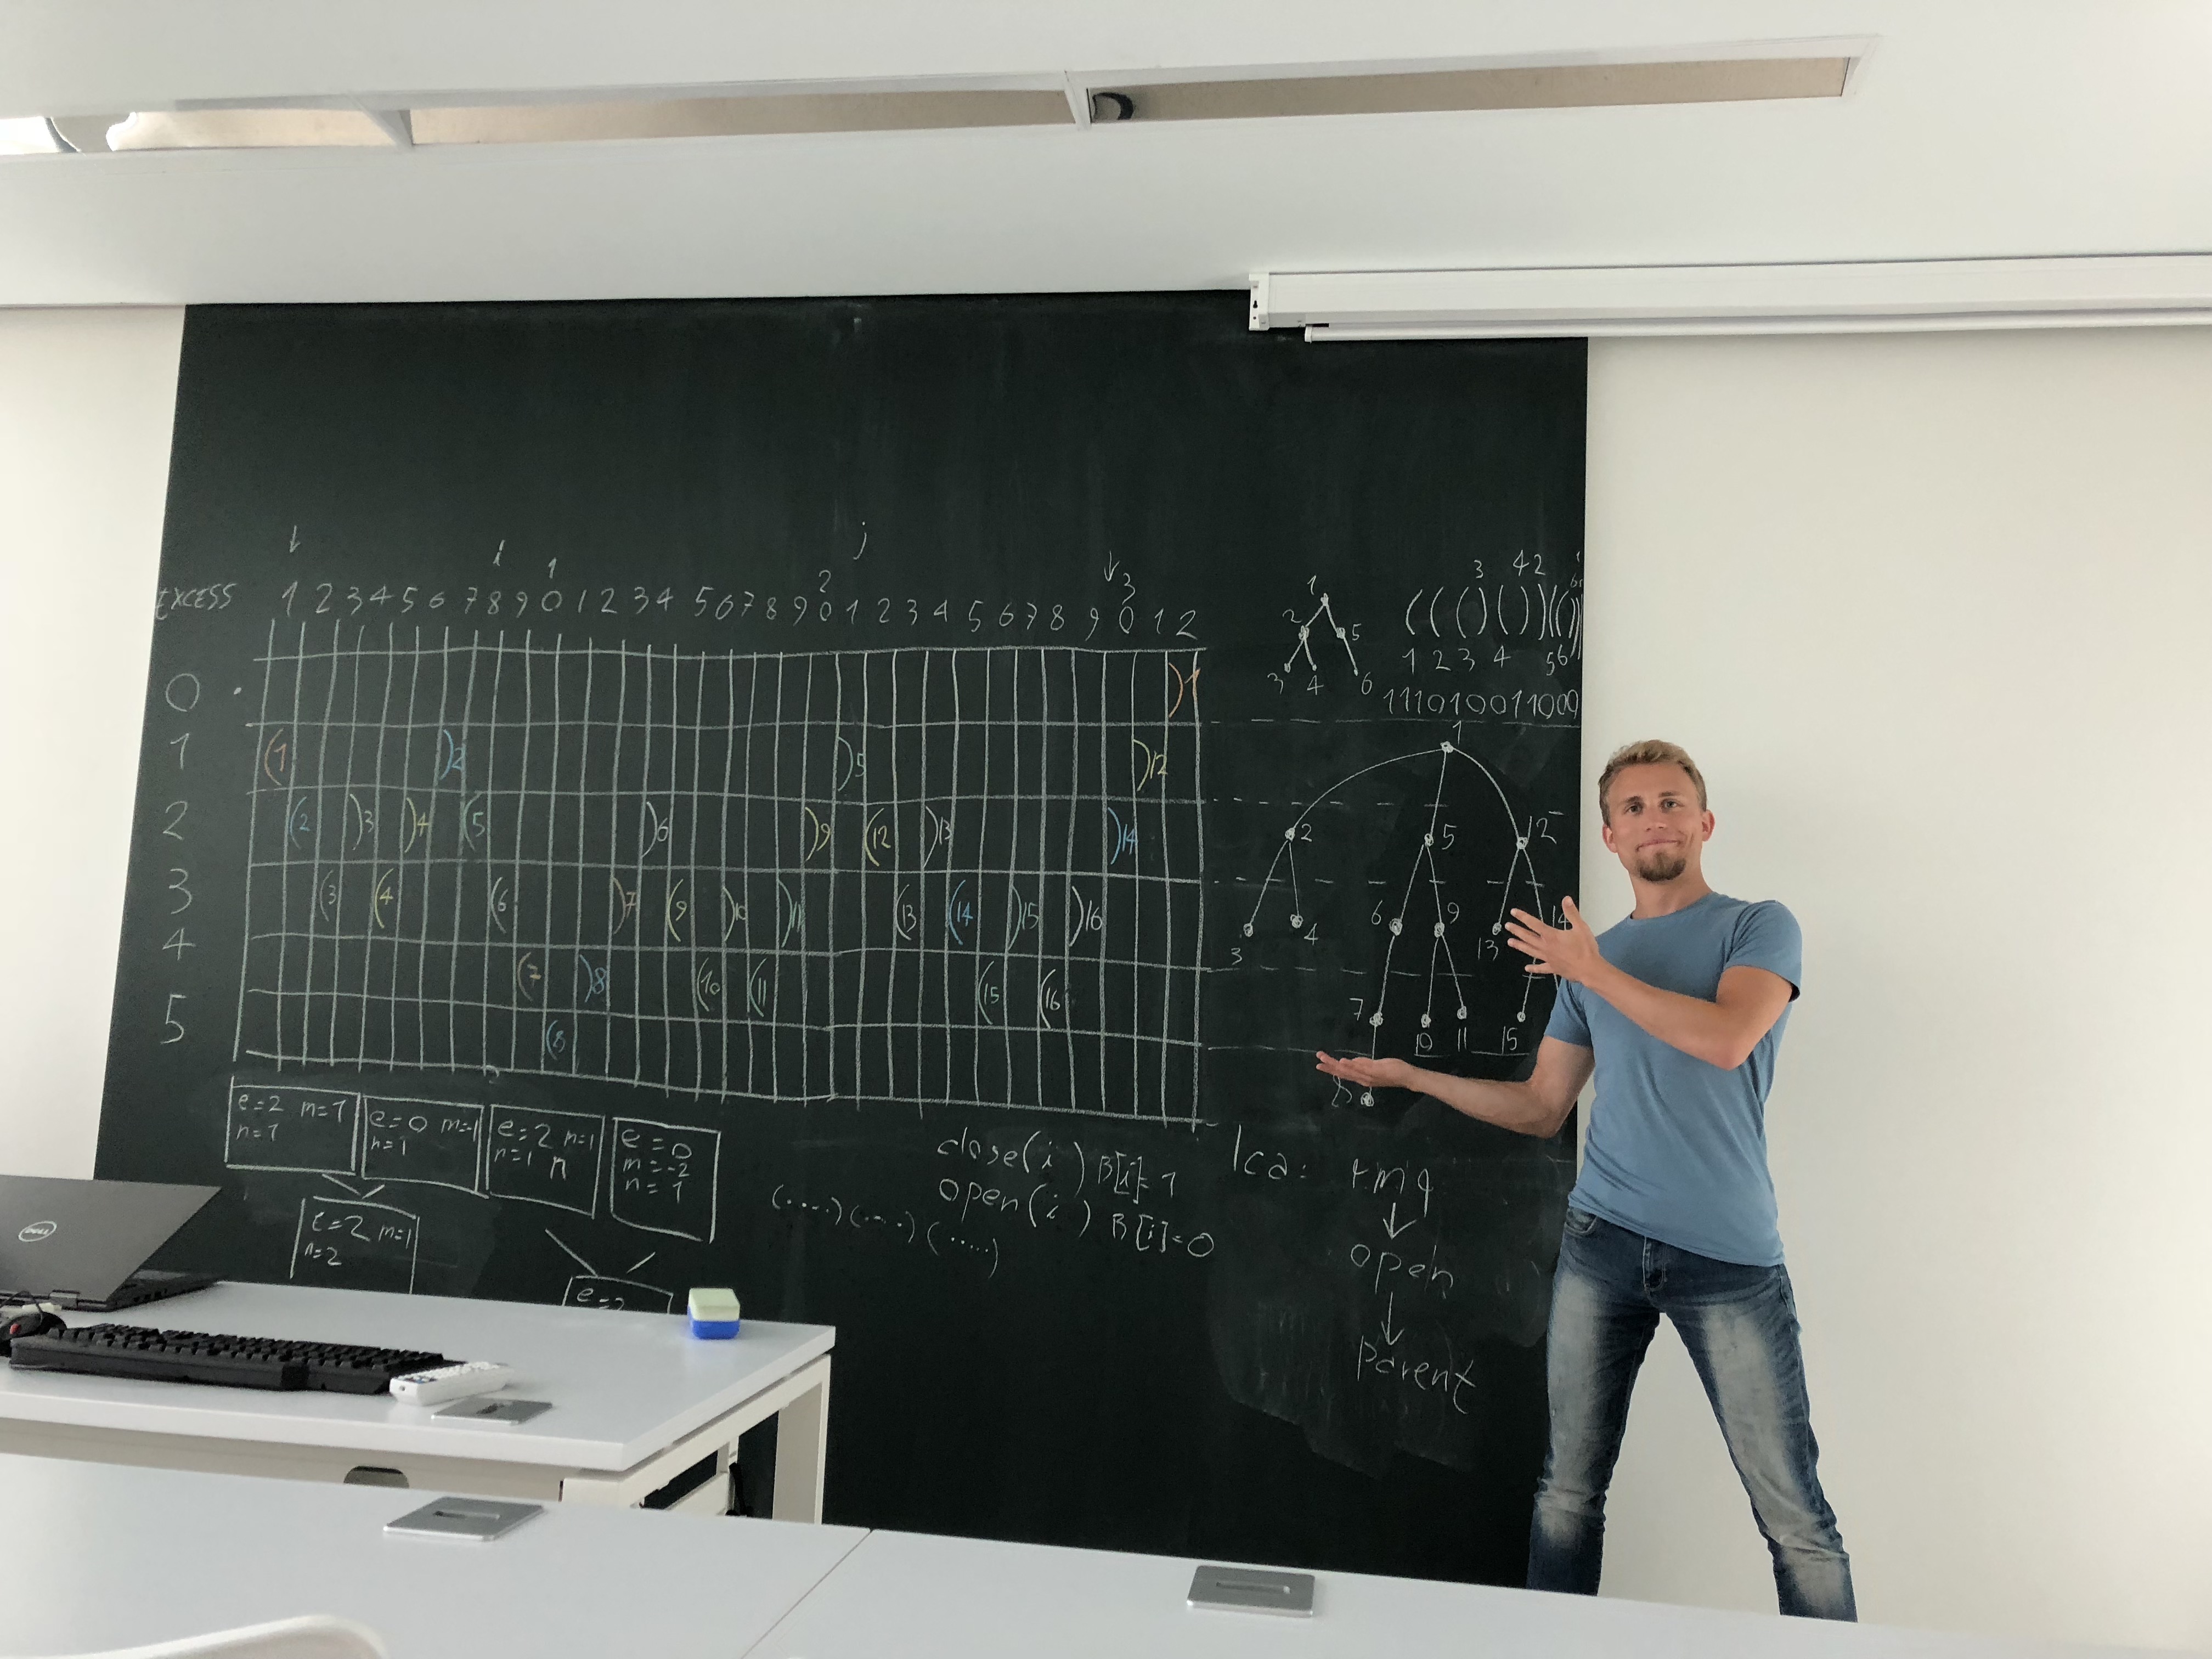 ↓ i j ↓
1 2 3
EXCESS 1 2 3 4 5 6 7 8 9 0 1 2 3 4 5 6 7 8 9 0 1 2 3 4 5 6 7 8 9 0 1 2
0 )1
1 (1 )2 )5 )12
2 (2 )3 )4 (5 )6 )9 (12 )13 )14
3 (3 (4 (6 )7 (9 )10 )11 (13 (14 )15 )16
4 (7 )8 (10 (11 (15 (16
5 (8
e=2 m=1
n=1
e=0 m=-1
n=1
e=2 m=1
n=1 n
e=0
m=-2
n=1
e=2 m=1
n=2
close(i) B[i]=1
open(i) B[i]=0
(.....)(....)(.....)
1
2 5
3 4 6
3 4 2
((()())(()
1 2 3 4 5 6
111010011000
1
2 5 12
3 4 6 9 13 14
7 10 11 15
8
lca: rmq
↓
open
↓
parent
DELL